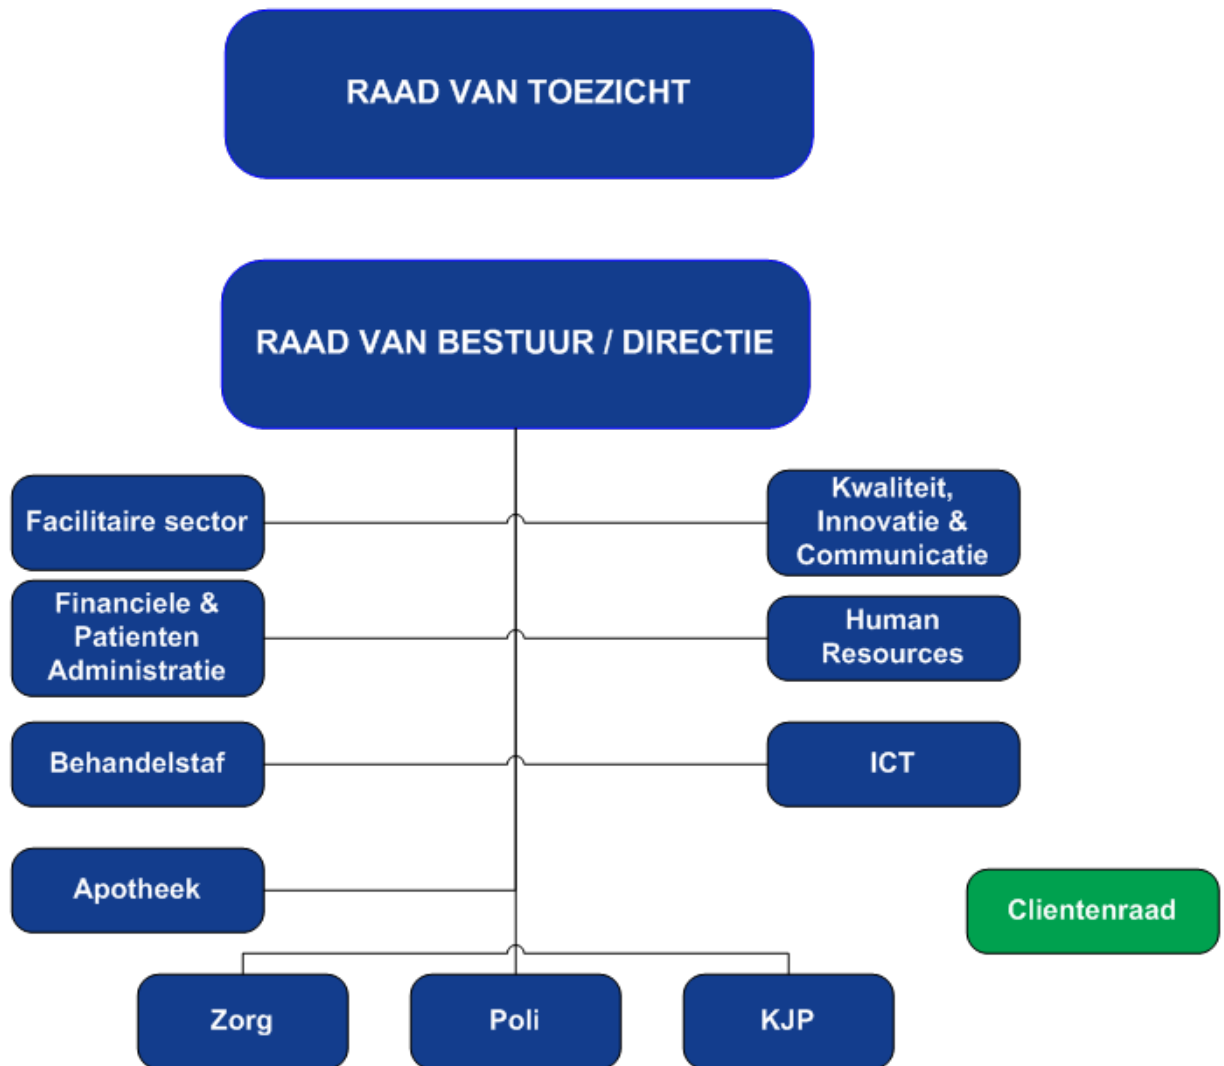 RAAD VAN TOEZICHT
RAAD VAN BESTUUR / DIRECTIE
Facilitaire sector
Kwaliteit,
Innovatie &
Communicatie
Financiele &
Patienten
Administratie
Human
Resources
Behandelstaf
ICT
Apotheek
Clientenraad
Zorg
Poli
KJP